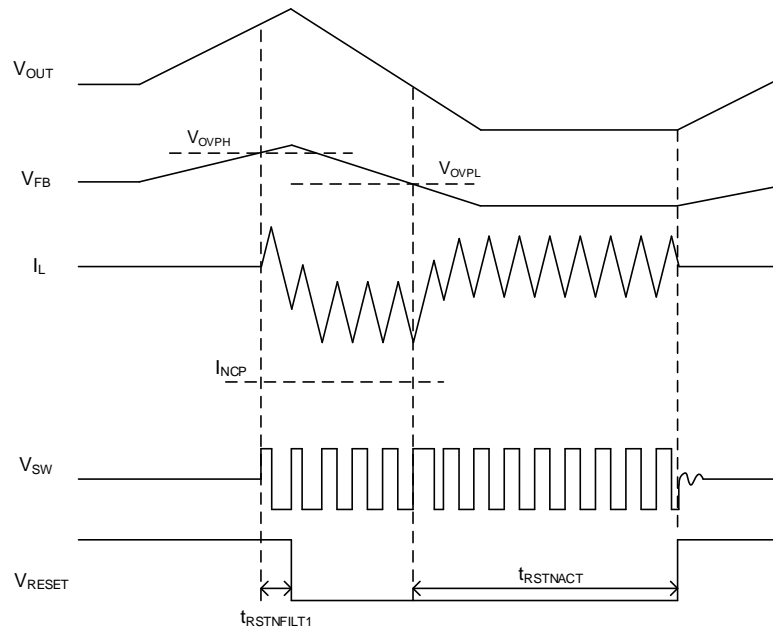 VOUT
VOVPH
VFB
VOVPL
IL
INCP
VSW
VRESET
tRSTNACT
tRSTNFILT1